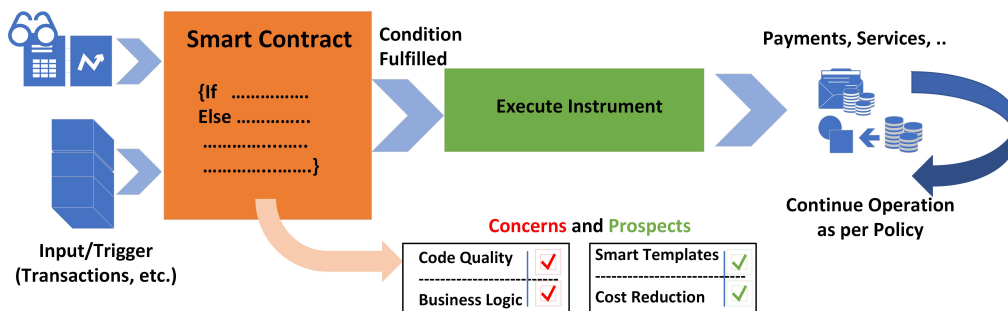 Smart Contract
{If ……………
Else …………..
…………..…….
…………...…….}
Condition
Fulfilled
Execute Instrument
Payments, Services, ..
Continue Operation
as per Policy
Input/Trigger
(Transactions, etc.)
Concerns and Prospects
Code Quality
Business Logic
Smart Templates
Cost Reduction